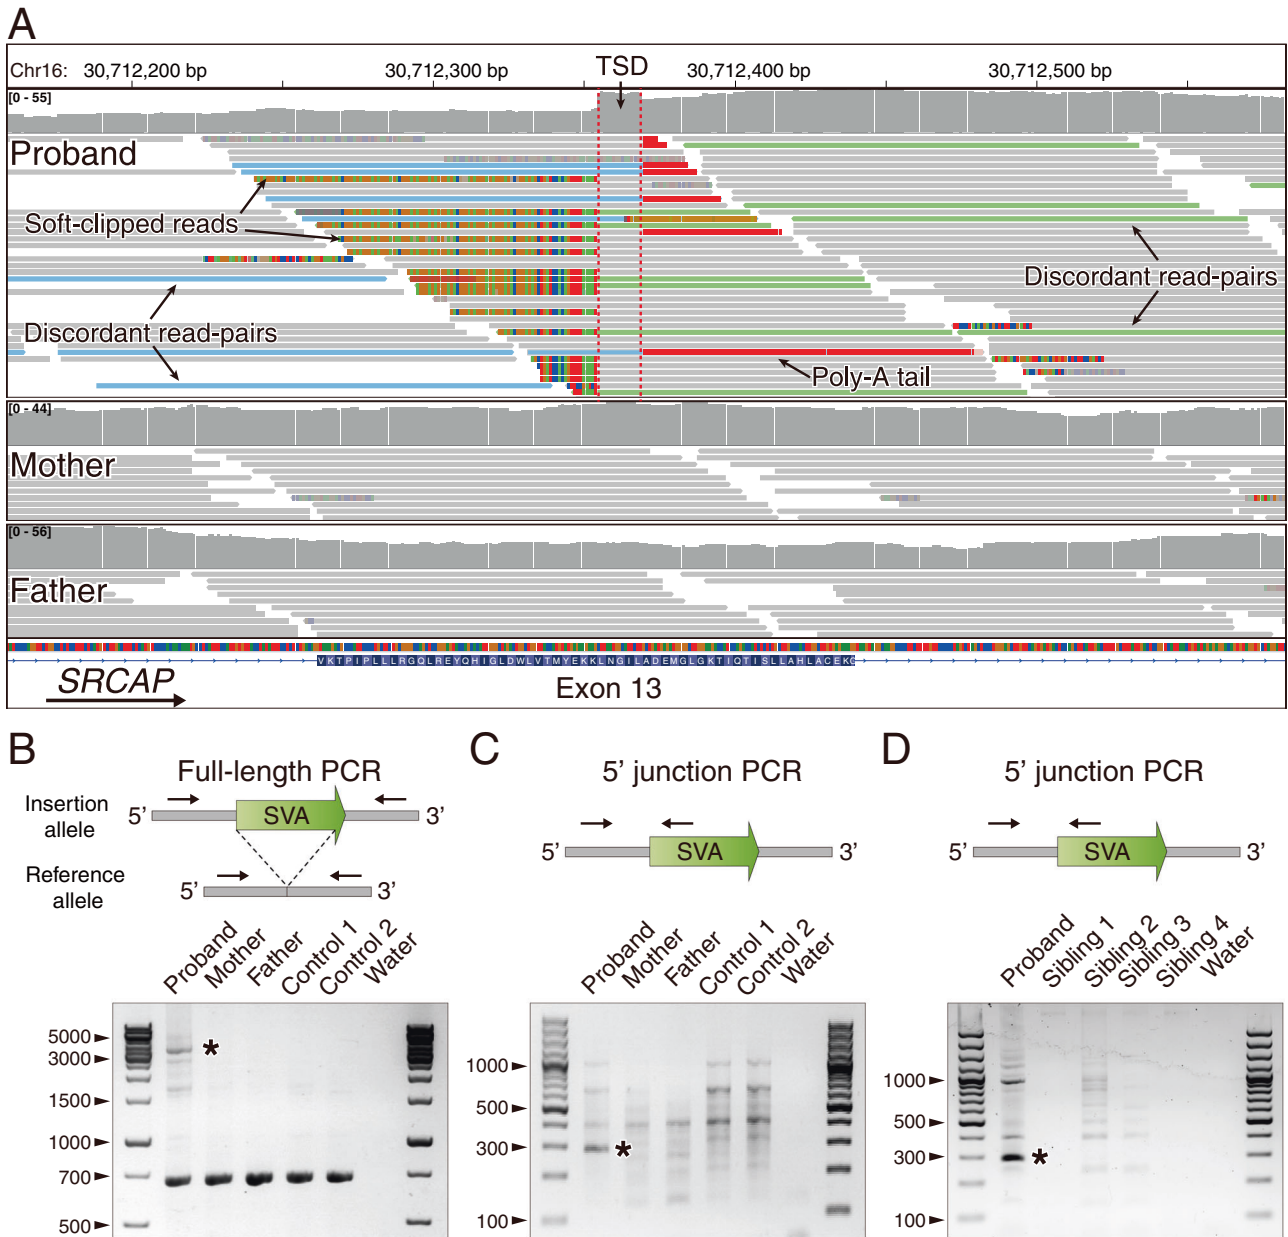 A
Chr16: 30,712,200 bp 30,712,300 bp TSD 30,712,400 bp 30,712,500 bp
[0 - 55]
Proband
Soft-clipped reads
Discordant read-pairs
Discordant read-pairs
Poly-A tail
[0 - 44]
Mother
[0 - 56]
Father
VKTPIPLLLRGQLREYQHIGLDWLVTMYEKKLNGILADEMGLGKTIQTISLLAHLACEKG
SRCAP
Exon 13
B
Full-length PCR
Insertion allele
5' SVA 3'
Reference allele
5' 3'
Proband Mother Father Control 1 Control 2 Water
5000
3000
1500
1000
700
500
*
C
5' junction PCR
5' SVA 3'
Proband Mother Father Control 1 Control 2 Water
1000
500
300
100
*
D
5' junction PCR
5' SVA 3'
Proband Sibling 1 Sibling 2 Sibling 3 Sibling 4 Water
1000
500
300
100
*